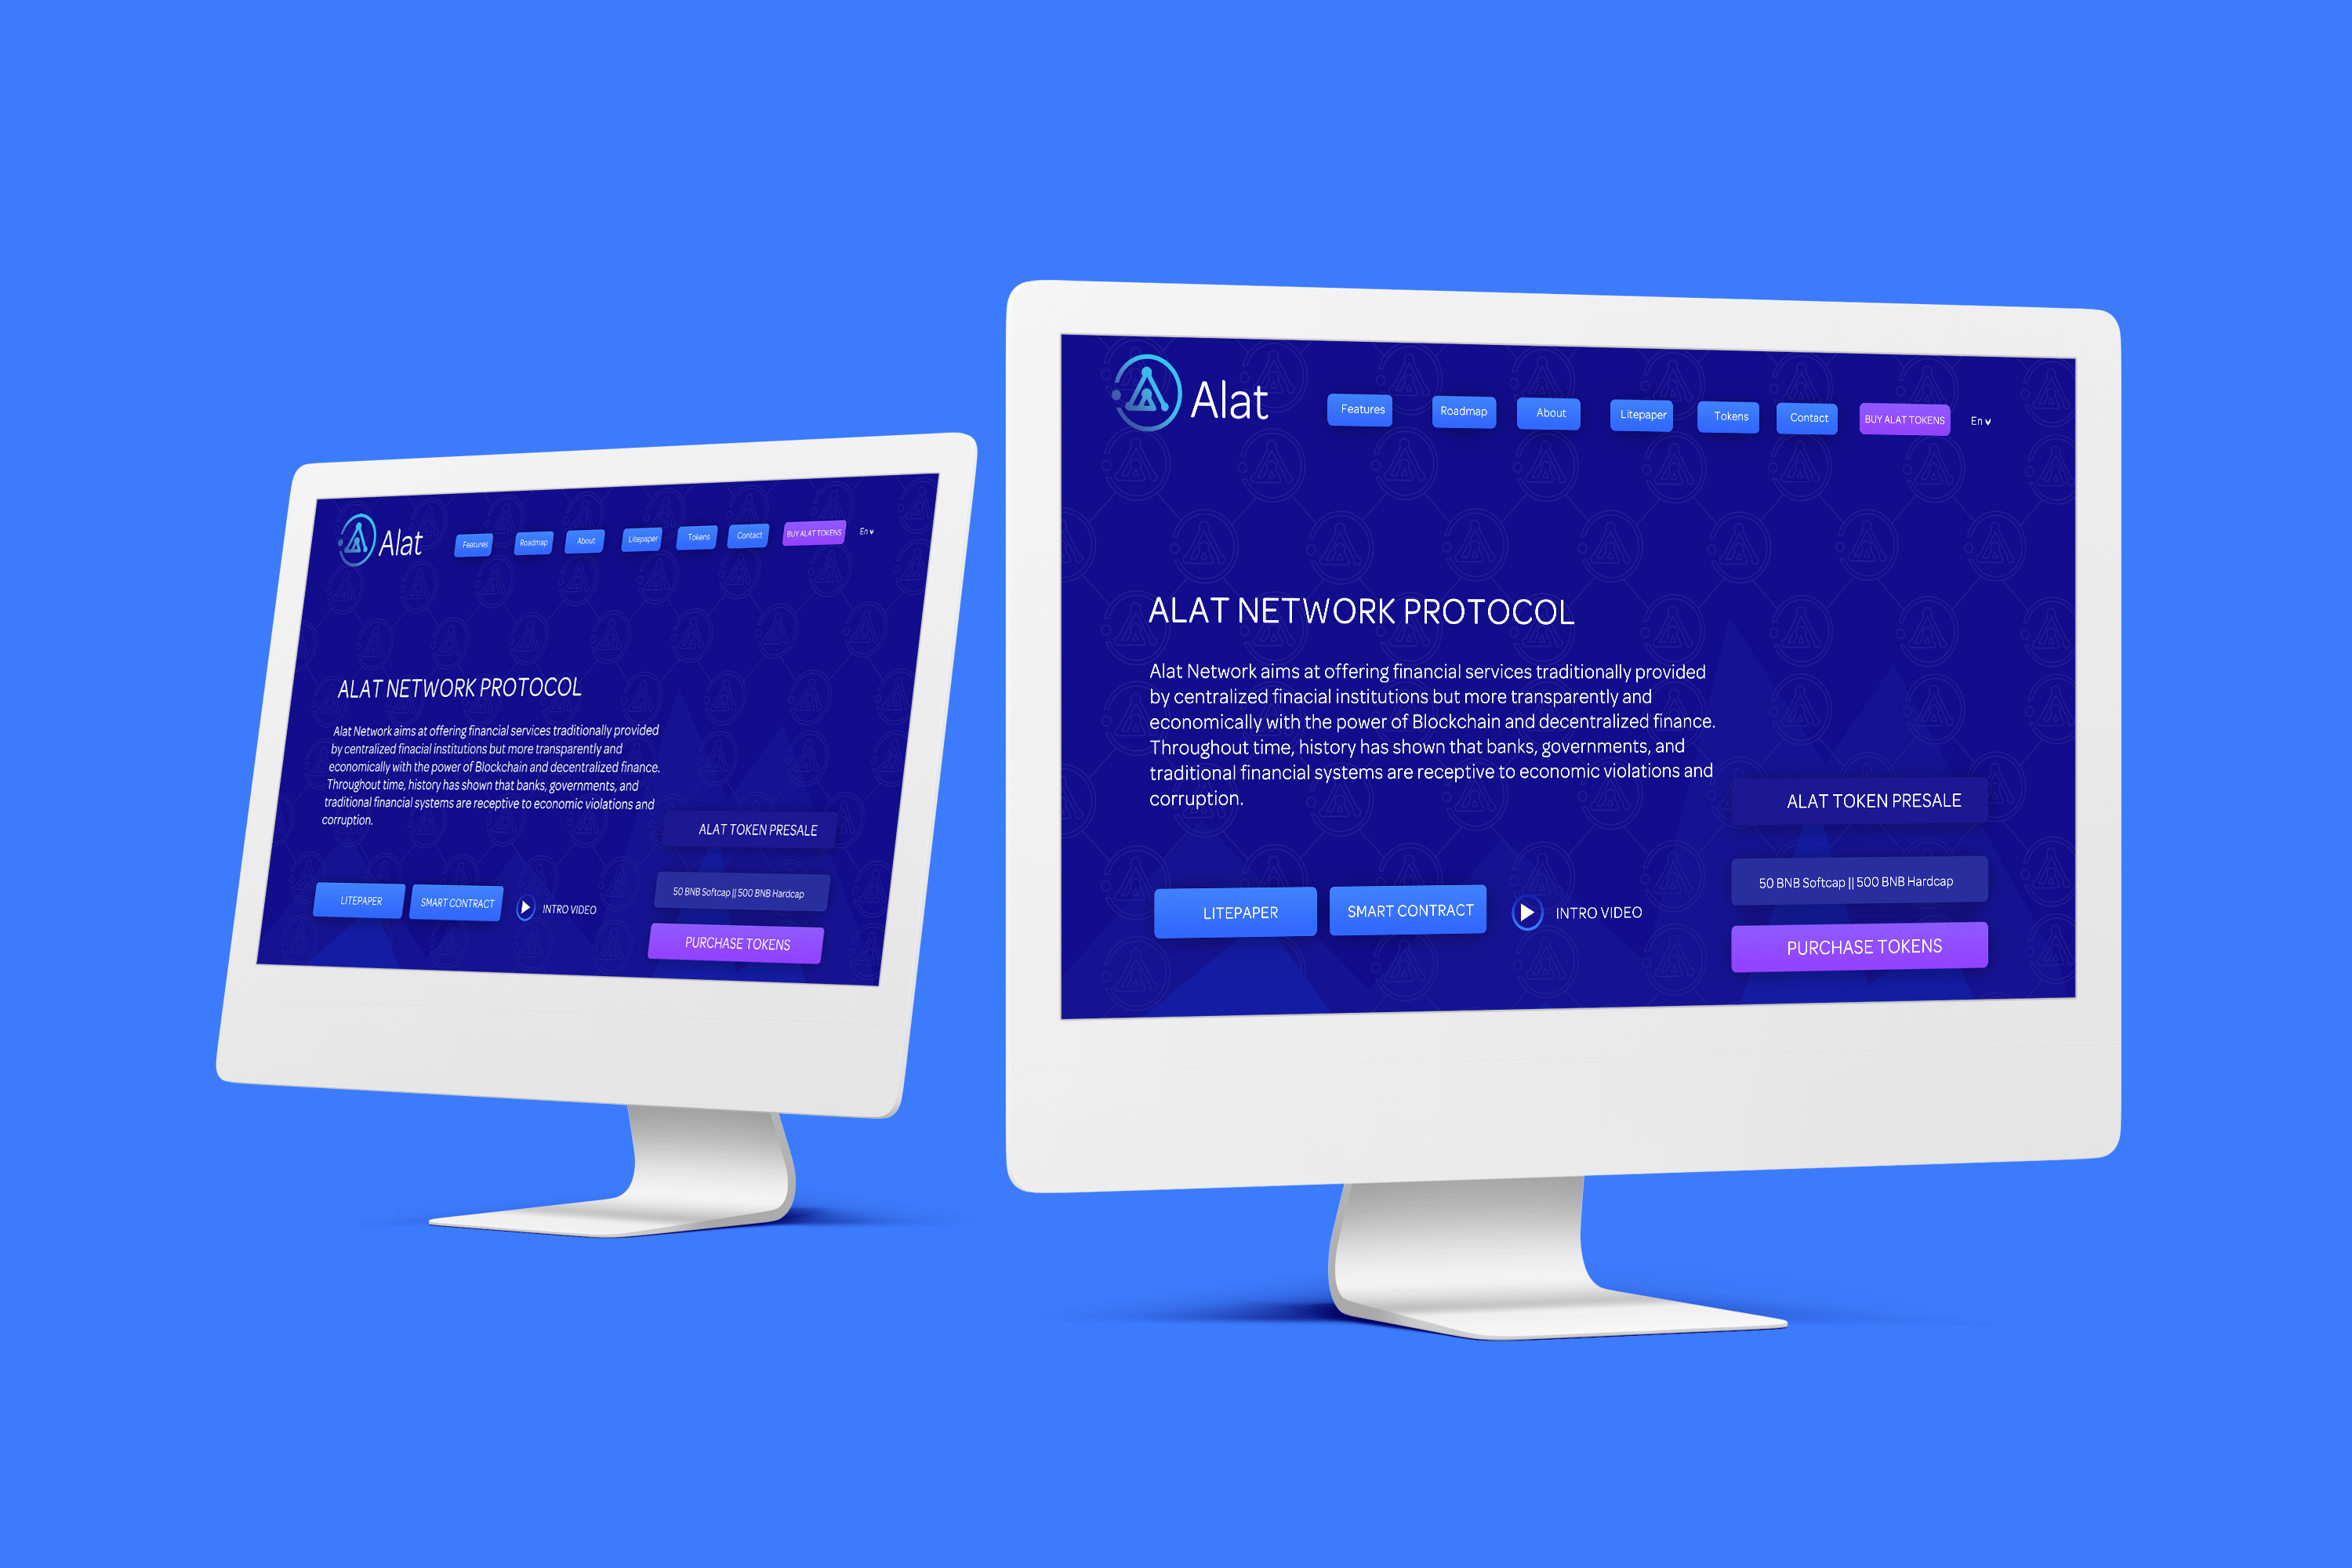 Alat
Features
Roadmap
About
Litepaper
Tokens
Contact
BUY ALAT TOKENS
En
ALAT NETWORK PROTOCOL
Alat Network aims at offering financial services traditionally provided
by centralized finacial institutions but more transparently and
economically with the power of Blockchain and decentralized finance.
Throughout time, history has shown that banks, governments, and
traditional financial systems are receptive to economic violations and
corruption.
ALAT TOKEN PRESALE
50 BNB Softcap || 500 BNB Hardcap
LITEPAPER
SMART CONTRACT
INTRO VIDEO
PURCHASE TOKENS
Alat
Features
Roadmap
About
Litepaper
Tokens
Contact
BUY ALAT TOKENS
En
ALAT NETWORK PROTOCOL
Alat Network aims at offering financial services traditionally provided
by centralized finacial institutions but more transparently and
economically with the power of Blockchain and decentralized finance.
Throughout time, history has shown that banks, governments, and
traditional financial systems are receptive to economic violations and
corruption.
ALAT TOKEN PRESALE
50 BNB Softcap || 500 BNB Hardcap
LITEPAPER
SMART CONTRACT
INTRO VIDEO
PURCHASE TOKENS